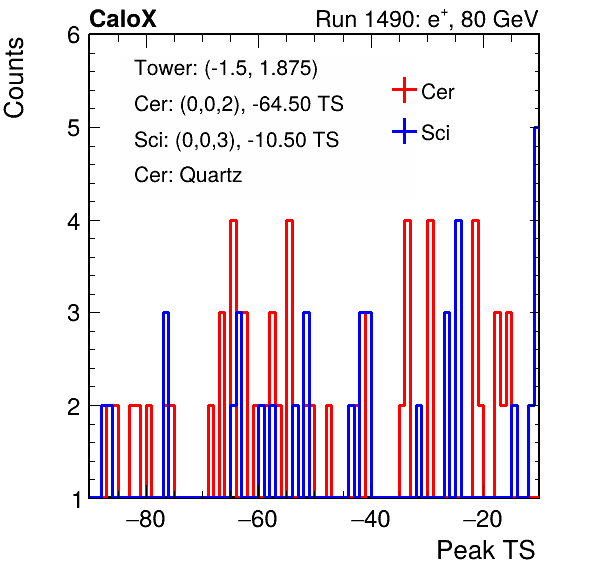 CaloX Run 1490: e+, 80 GeV
Counts
6
5
4
3
2
1
Tower: (-1.5, 1.875)
Cer: (0,0,2), -64.50 TS
Sci: (0,0,3), -10.50 TS
Cer: Quartz
Cer
Sci
−80 −60 −40 −20
Peak TS